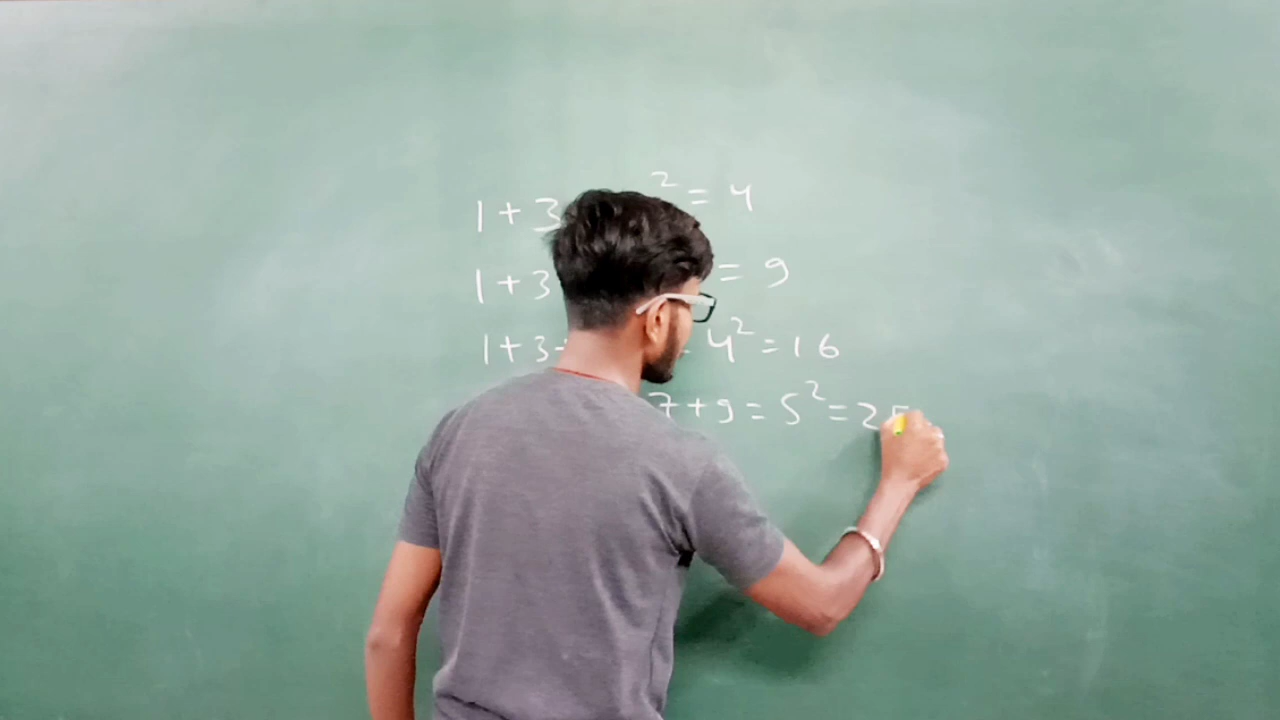 1+3 ² = 4
1+3 = 9
1+3 4²=16
7+9=5²=25